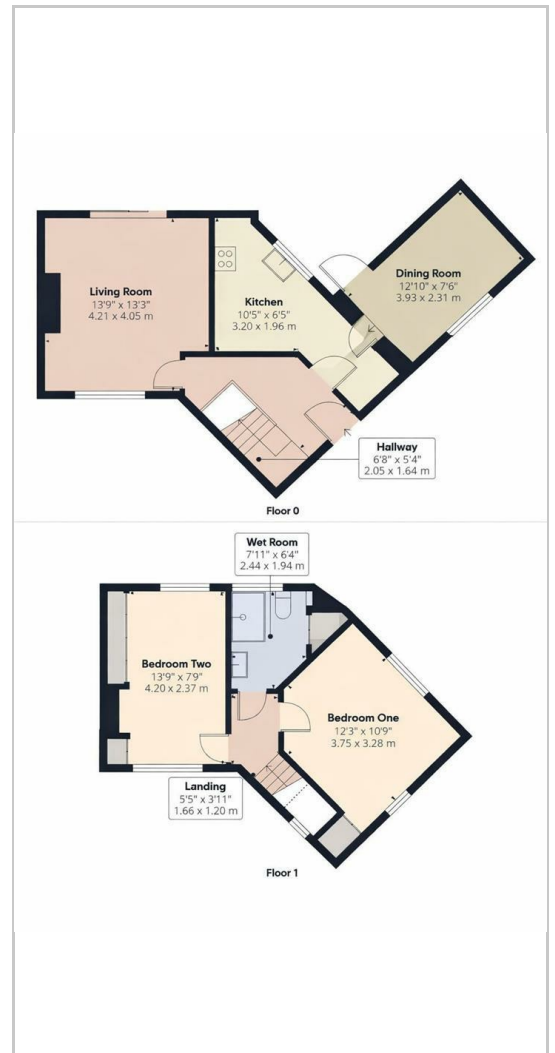 Living Room
13'9" x 13'3"
4.21 x 4.05 m
Kitchen
10'5" x 6'5"
3.20 x 1.96 m
Dining Room
12'10" x 7'6"
3.93 x 2.31 m
Hallway
6'8" x 5'4"
2.05 x 1.64 m
Floor 0
Wet Room
7'11" x 6'4"
2.44 x 1.94 m
Bedroom Two
13'9" x 7'9"
4.20 x 2.37 m
Bedroom One
12'3" x 10'9"
3.75 x 3.28 m
Landing
5'5" x 3'11"
1.66 x 1.20 m
Floor 1